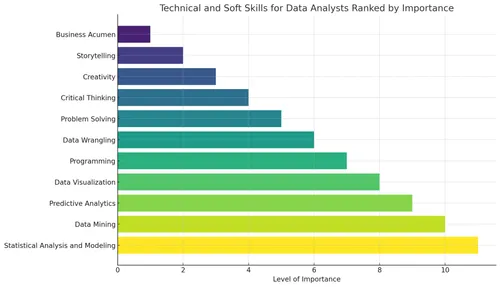 Technical and Soft Skills for Data Analysts Ranked by Importance
Business Acumen
Storytelling
Creativity
Critical Thinking
Problem Solving
Data Wrangling
Programming
Data Visualization
Predictive Analytics
Data Mining
Statistical Analysis and Modeling
0 2 4 6 8 10
Level of Importance